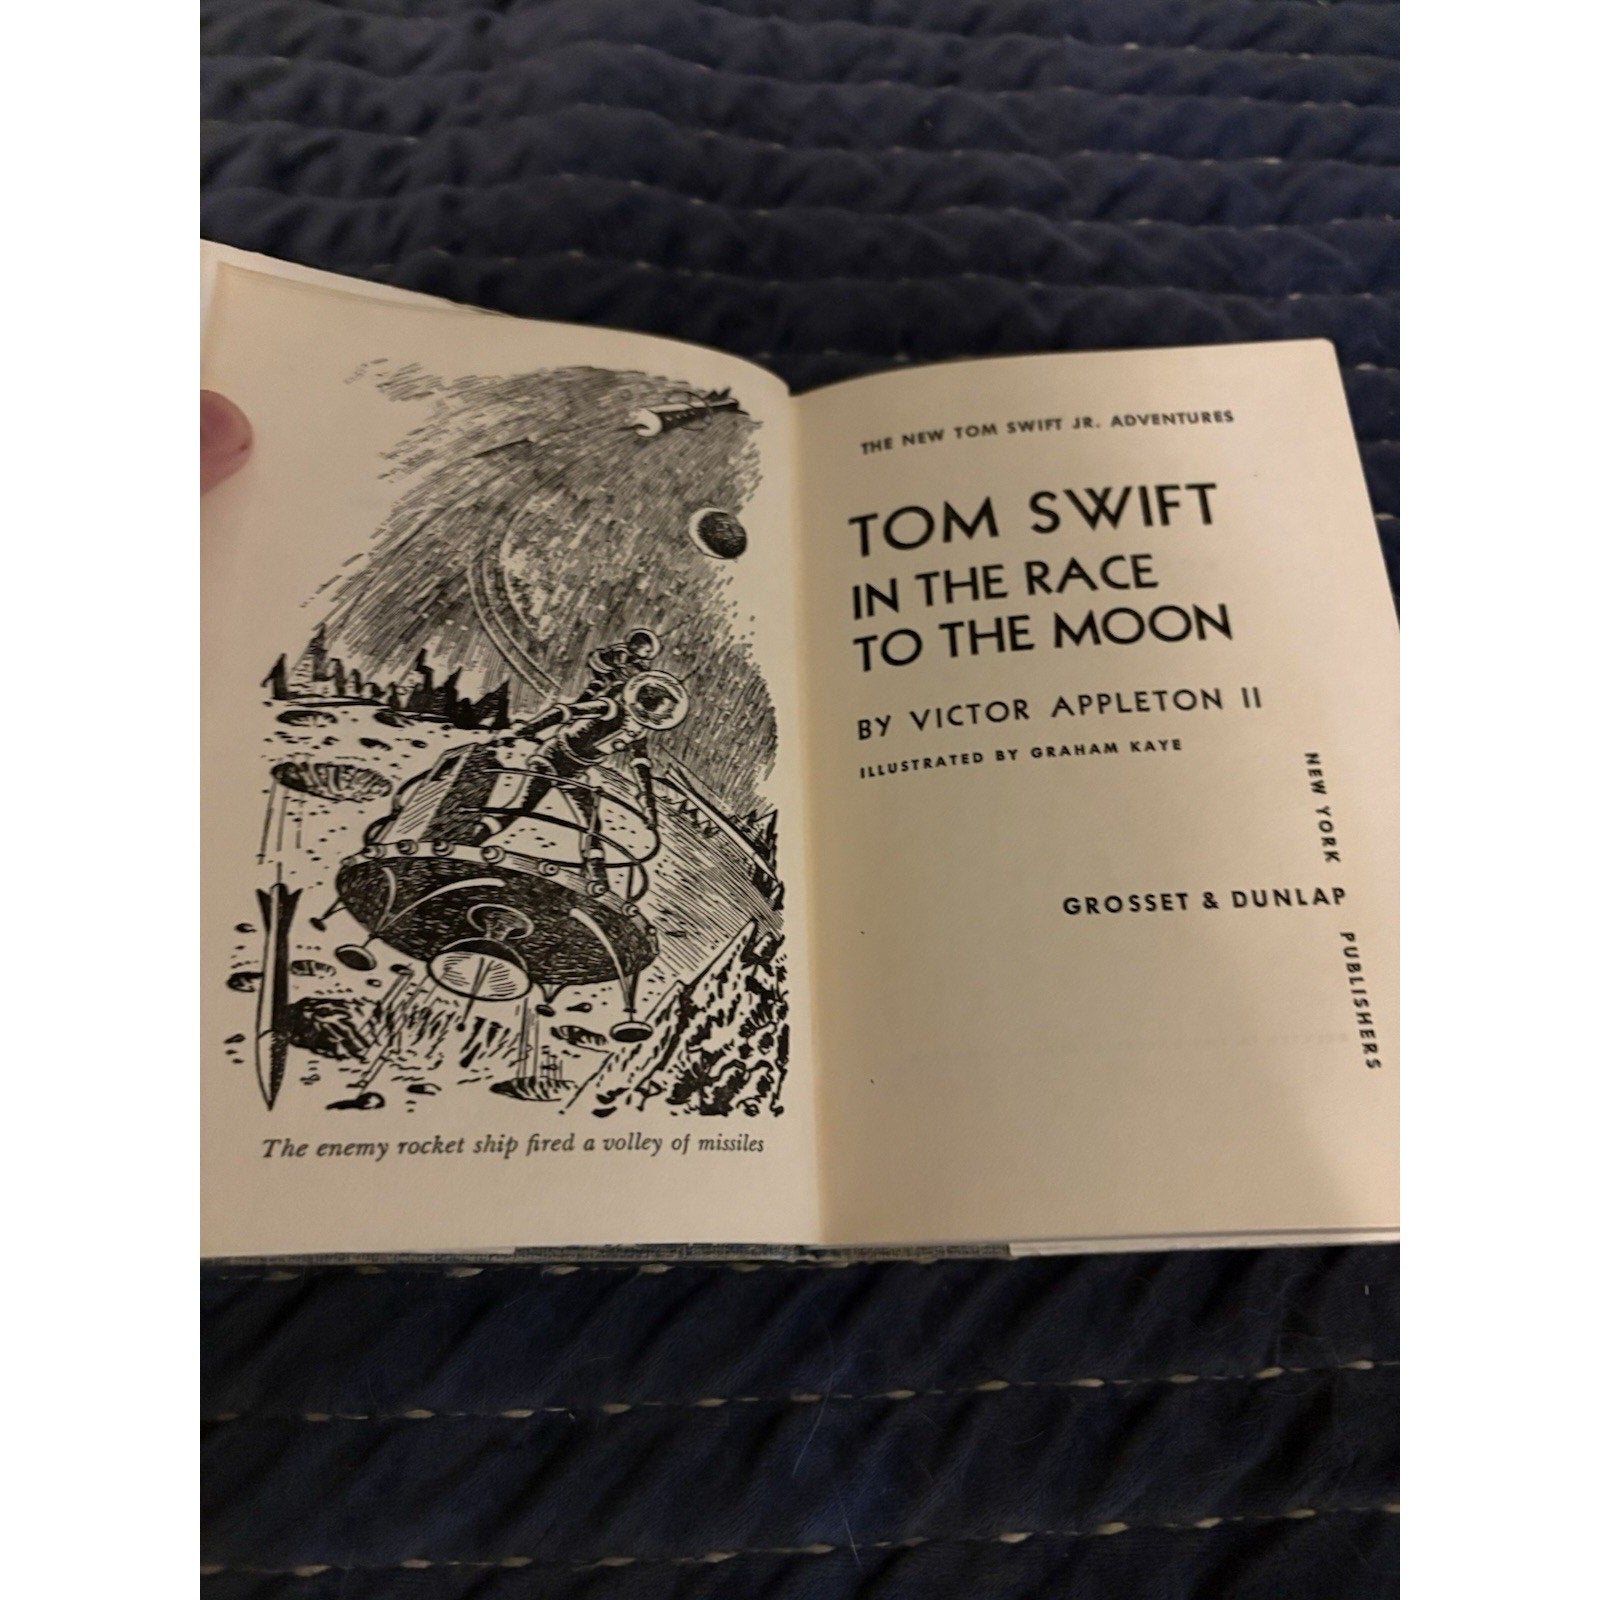 The enemy rocket ship fired a volley of missiles
THE NEW TOM SWIFT JR. ADVENTURES
TOM SWIFT
IN THE RACE
TO THE MOON
BY VICTOR APPLETON II
ILLUSTRATED BY GRAHAM KAYE
NEW YORK
GROSSET & DUNLAP
PUBLISHERS